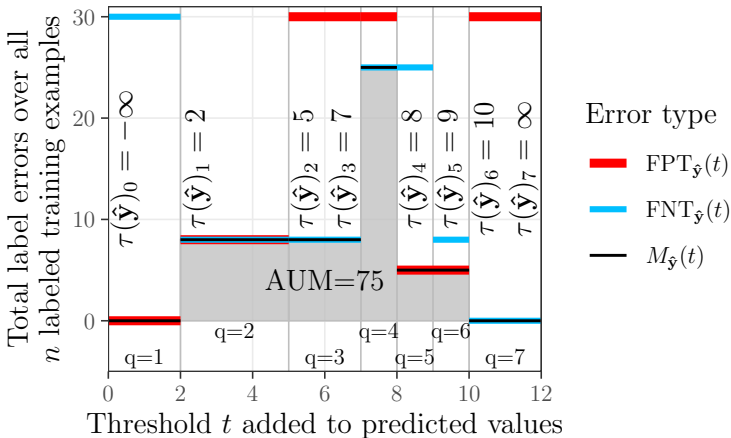 Total label errors over all
n labeled training examples
30
20
10
0
τ(ŷ)₀ = −∞
τ(ŷ)₁ = 2
τ(ŷ)₂ = 5
τ(ŷ)₃ = 7
τ(ŷ)₄ = 8
τ(ŷ)₅ = 9
τ(ŷ)₆ = 10
τ(ŷ)₇ = ∞
AUM=75
q=1
q=2
q=3
q=4
q=5
q=6
q=7
0 2 4 6 8 10 12
Threshold t added to predicted values
Error type
FPT_ŷ(t)
FNT_ŷ(t)
M_ŷ(t)